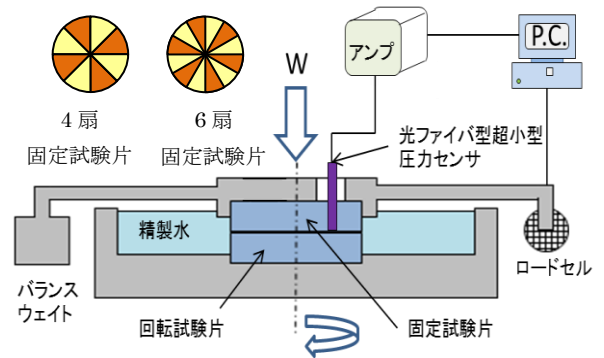 アンプ
P.C.
W
4扇
固定試験片
6扇
固定試験片
光ファイバ型超小型
圧力センサ
精製水
バランス
ウェイト
ロードセル
回転試験片
固定試験片